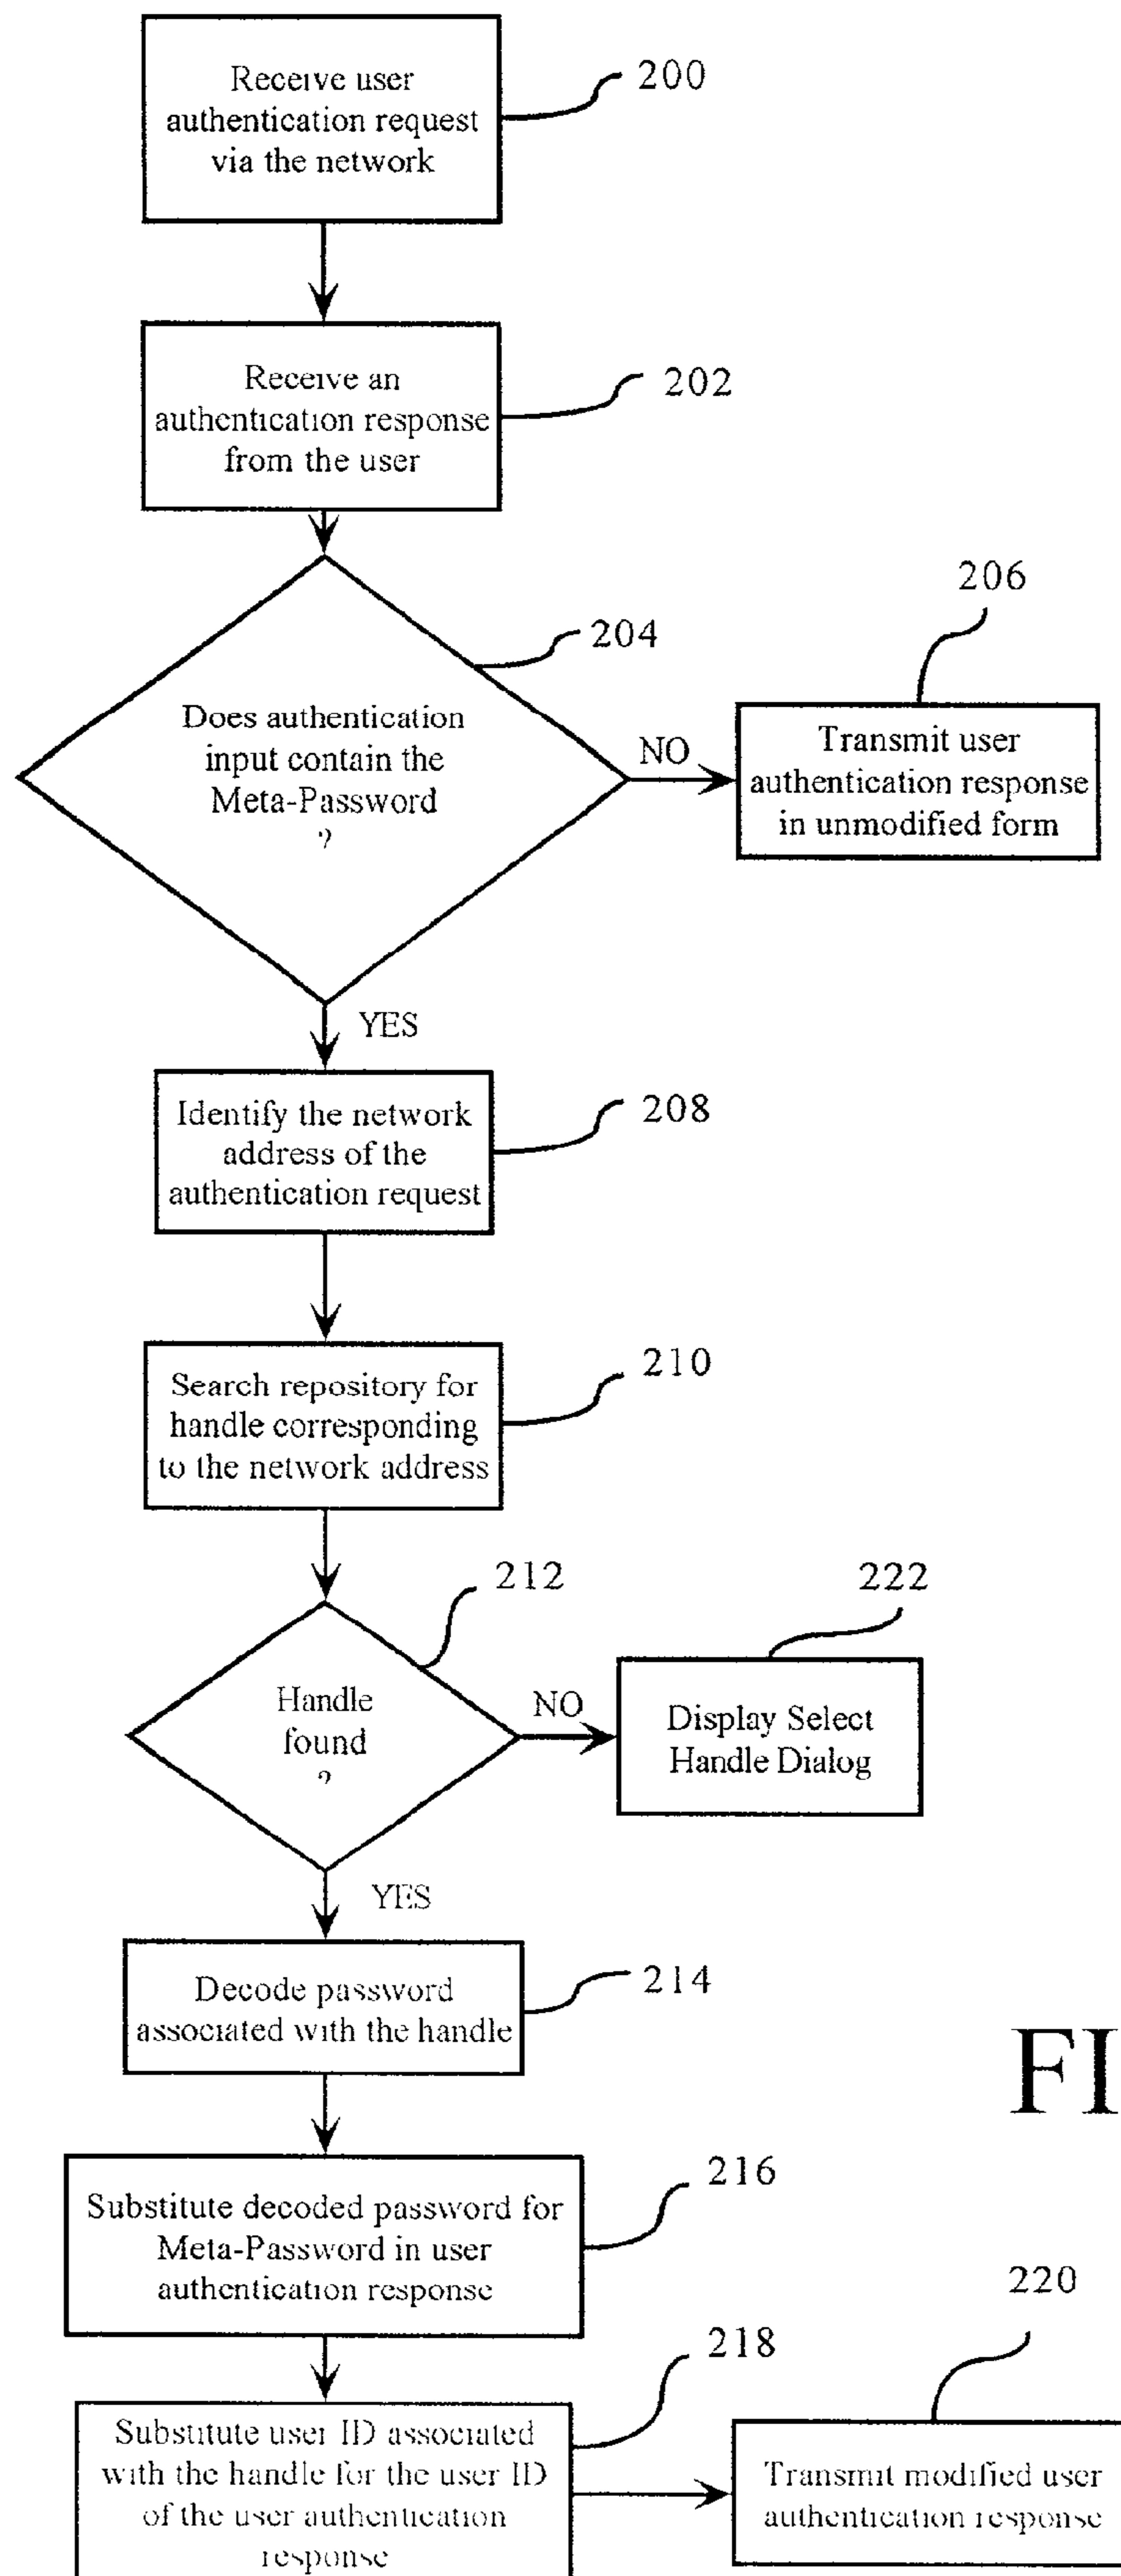 Receive user
authentication request
via the network
200
Receive an
authentication response
from the user
202
204
Does authentication
input contain the
Meta-Password
?
NO
206
Transmit user
authentication response
in unmodified form
YES
Identify the network
address of the
authentication request
208
Search repository for
handle corresponding
to the network address
210
212
Handle
found
?
NO
222
Display Select
Handle Dialog
YES
Decode password
associated with the handle
214
FI
Substitute decoded password for
Meta-Password in user
authentication response
216
218
Substitute user ID associated
with the handle for the user ID
of the user authentication
response
220
Transmit modified user
authentication response